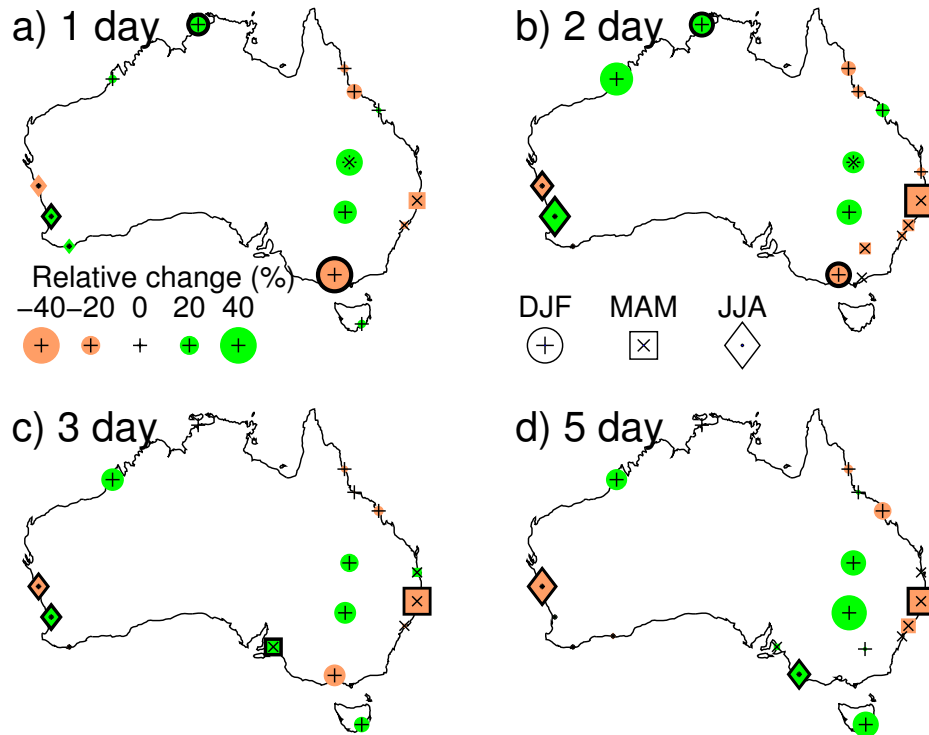 a) 1 day
b) 2 day
Relative change (%)
−40 −20 0 20 40
DJF MAM JJA
c) 3 day
d) 5 day